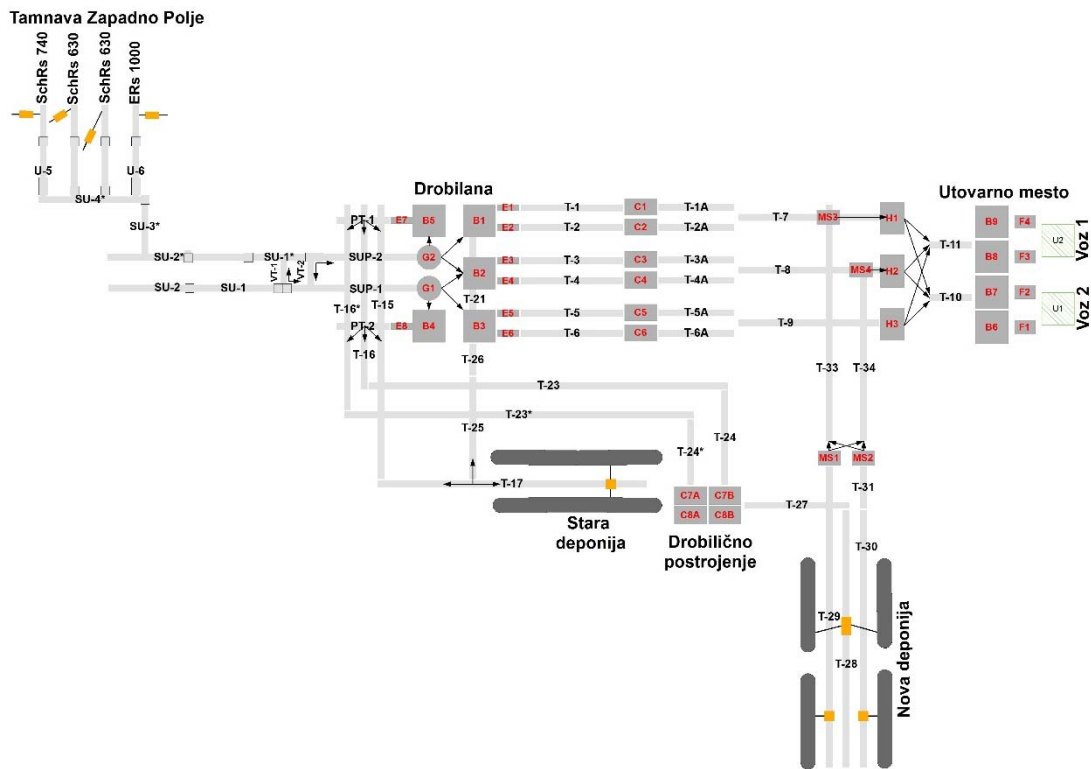 Tamnava Zapadno Polje
SchRs 740
SchRs 630
SchRs 630
ERs 1000
U-5
U-6
SU-4*
SU-3*
SU-2*
SU-1*
VT-1
VT-2
SU-2
SU-1
SUP-2
SUP-1
Drobilana
PT-1
E7
B5
B1
E1
E2
G2
B2
E3
E4
G1
T-21
T-16*
T-15
PT-2
E8
B4
B3
E5
E6
T-16
T-26
T-1
C1
T-1A
T-2
C2
T-2A
T-3
C3
T-3A
T-4
C4
T-4A
T-5
C5
T-5A
T-6
C6
T-6A
T-7
MS3
H1
T-8
MS4
H2
T-9
H3
T-11
T-10
Utovarno mesto
B9
F4
B8
F3
B7
F2
B6
F1
U2
U1
Voz 1
Voz 2
T-23
T-23*
T-25
T-24
T-24*
T-17
Stara
deponija
C7A
C7B
C8A
C8B
Drobilično
postrojenje
T-33
T-34
MS1
MS2
T-31
T-27
T-30
T-29
T-28
Nova deponija